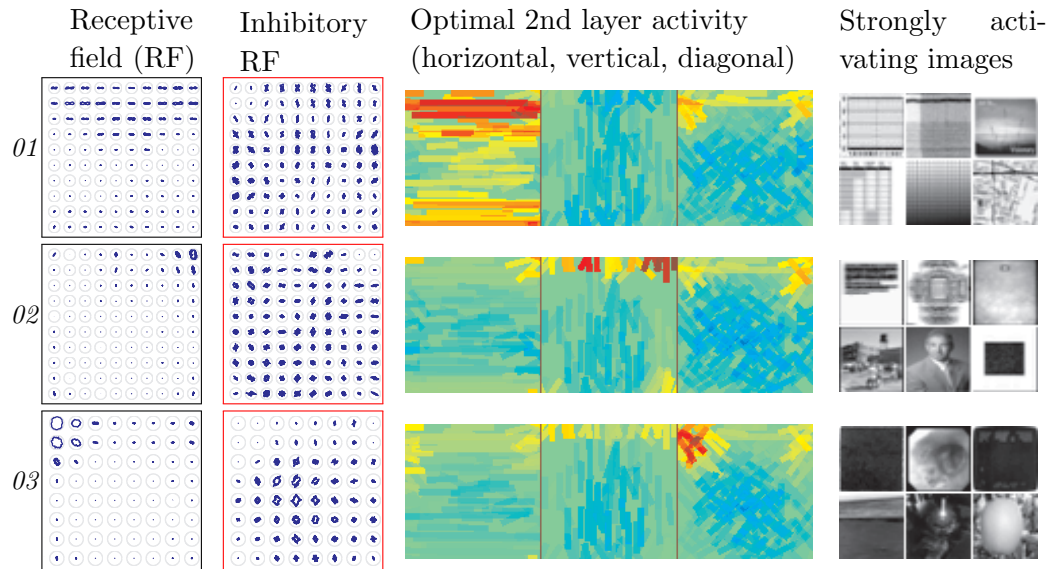 Receptive
field (RF)
Inhibitory
RF
Optimal 2nd layer activity
(horizontal, vertical, diagonal)
Strongly acti-
vating images
01
02
03